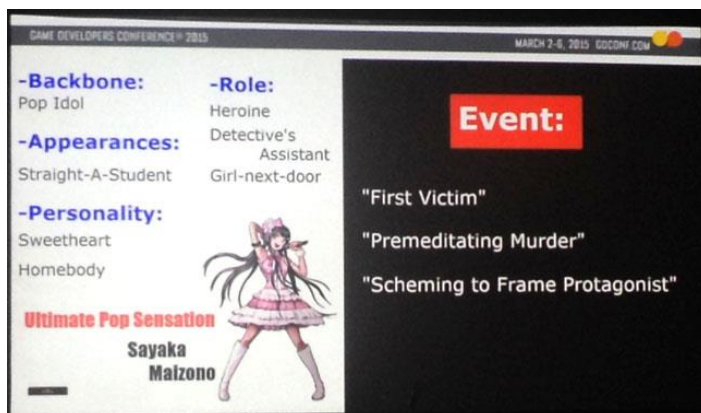 GAME DEVELOPERS CONFERENCE® 2015
MARCH 2-6, 2015 GDCONF.COM
-Backbone:
Pop Idol
-Appearances:
Straight-A-Student
-Personality:
Sweetheart
Homebody
-Role:
Heroine
Detective's
Assistant
Girl-next-door
Ultimate Pop Sensation
Sayaka
Maizono
Event:
"First Victim"
"Premeditating Murder"
"Scheming to Frame Protagonist"